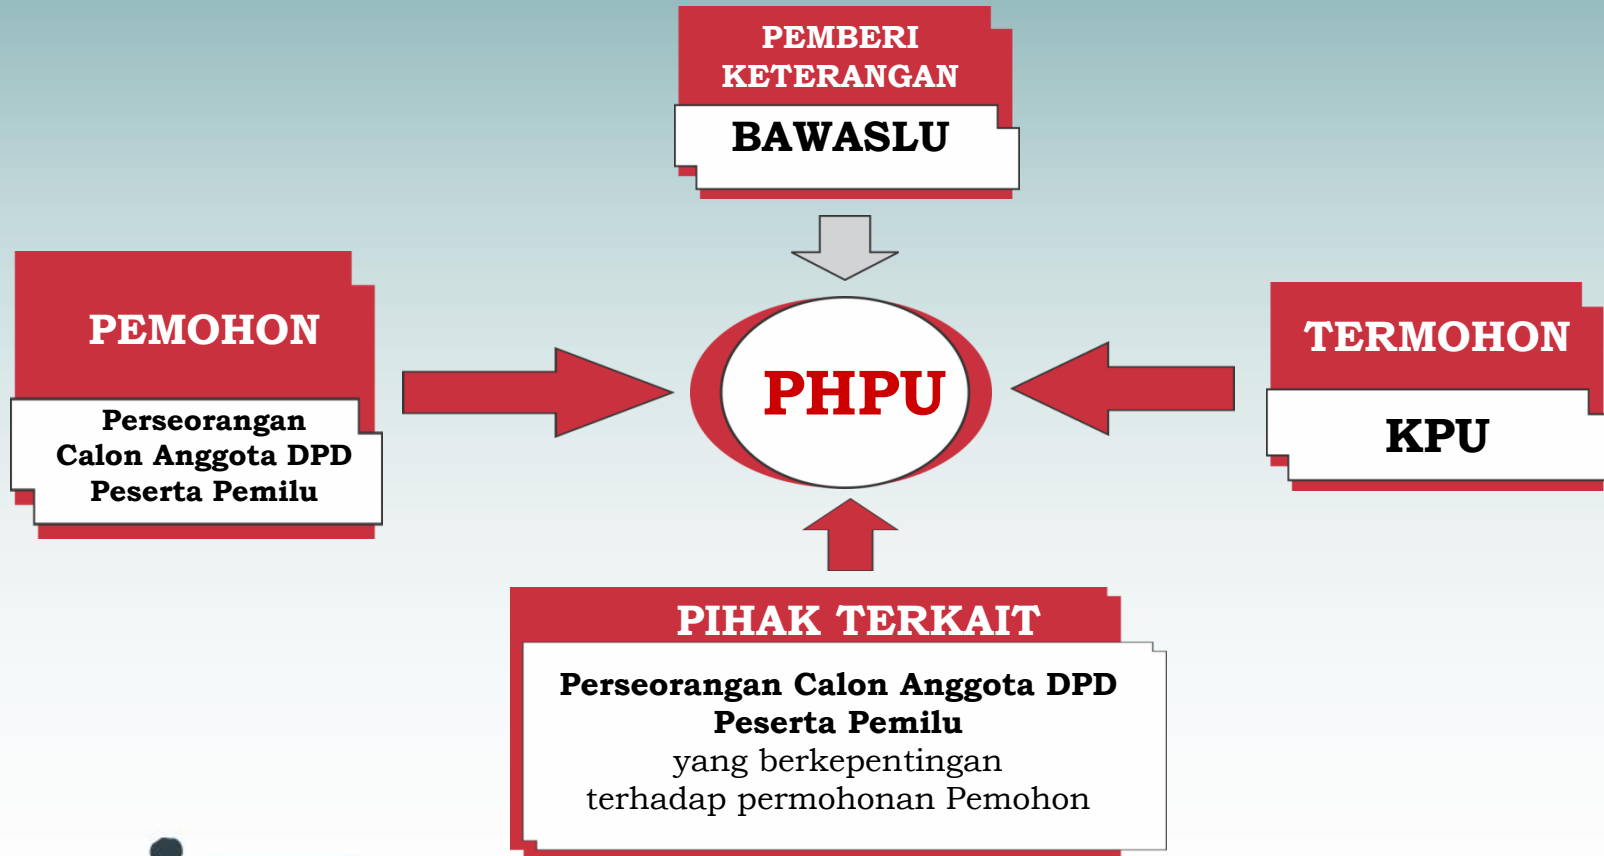 PEMBERI
KETERANGAN
BAWASLU
PEMOHON
Perseorangan
Calon Anggota DPD
Peserta Pemilu
PHPU
TERMOHON
KPU
PIHAK TERKAIT
Perseorangan Calon Anggota DPD
Peserta Pemilu
yang berkepentingan
terhadap permohonan Pemohon